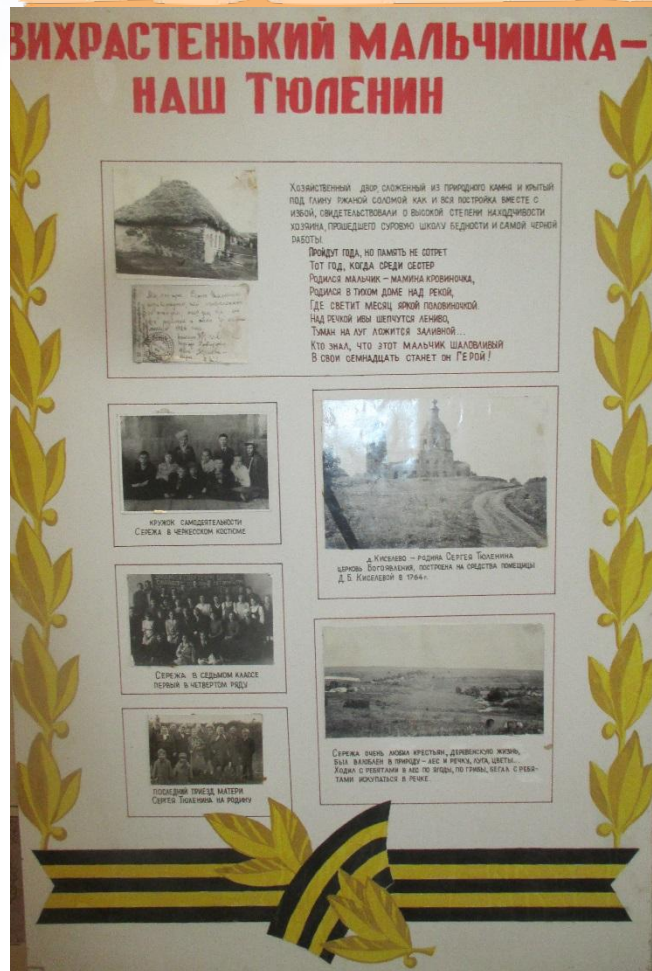 ВИХРАСТЕНЬКИЙ МАЛЬЧИШКА –
НАШ ТЮЛЕНИН
ХОЗЯЙСТВЕННЫЙ ДВОР, СЛОЖЕННЫЙ ИЗ ПРИРОДНОГО КАМНЯ И КРЫТЫЙ
ПОД ГЛИНУ РЖАНОЙ СОЛОМОЙ КАК И ВСЯ ПОСТРОЙКА ВМЕСТЕ С
ИЗБОЙ, СВИДЕТЕЛЬСТВОВАЛИ О ВЫСОКОЙ СТЕПЕНИ НАХОДЧИВОСТИ
ХОЗЯИНА, ПРОШЕДШЕГО СУРОВУЮ ШКОЛУ БЕДНОСТИ И САМОЙ ЧЕРНОЙ
РАБОТЫ.
ПРОЙДУТ ГОДА, НО ПАМЯТЬ НЕ СОТРЕТ
ТОТ ГОД, КОГДА СРЕДИ СЕСТЕР
РОДИЛСЯ МАЛЬЧИК – МАМИНА КРОВИНОЧКА,
РОДИЛСЯ В ТИХОМ ДОМЕ НАД РЕКОЙ,
ГДЕ СВЕТИТ МЕСЯЦ ЯРКОЙ ПОЛОВИНОЧКОЙ.
НАД РЕЧКОЙ ИВЫ ШЕПЧУТСЯ ЛЕНИВО,
ТУМАН НА ЛУГ ЛОЖИТСЯ ЗАЛИВНОЙ...
КТО ЗНАЛ, ЧТО ЭТОТ МАЛЬЧИК ШАЛОВЛИВЫЙ
В СВОИ СЕМНАДЦАТЬ СТАНЕТ ОН ГЕРОЙ!
КРУЖОК САМОДЕЯТЕЛЬНОСТИ
СЕРЕЖА В ЧЕРКЕССКОМ КОСТЮМЕ
Д. КИСЕЛЕВО – РОДИНА СЕРГЕЯ ТЮЛЕНИНА
ЦЕРКОВЬ БОГОЯВЛЕНИЯ, ПОСТРОЕНА НА СРЕДСТВА ПОМЕЩИЦЫ
Д. Б. КИСЕЛЕВОЙ В 1764 г.
СЕРЕЖА В СЕДЬМОМ КЛАССЕ
ПЕРВЫЙ В ЧЕТВЕРТОМ РЯДУ
СЕРЕЖА ОЧЕНЬ ЛЮБИЛ КРЕСТЬЯН, ДЕРЕВЕНСКУЮ ЖИЗНЬ,
БЫЛ ВЛЮБЛЕН В ПРИРОДУ – ЛЕС И РЕЧКУ, ЛУГА, ЦВЕТЫ...
ХОДИЛ С РЕБЯТАМИ В ЛЕС ПО ЯГОДЫ, ПО ГРИБЫ, БЕГАЛ С РЕБЯ-
ТАМИ ИСКУПАТЬСЯ В РЕЧКЕ.
ПОСЛЕДНИЙ ПРИЕЗД МАТЕРИ
СЕРГЕЯ ТЮЛЕНИНА НА РОДИНУ